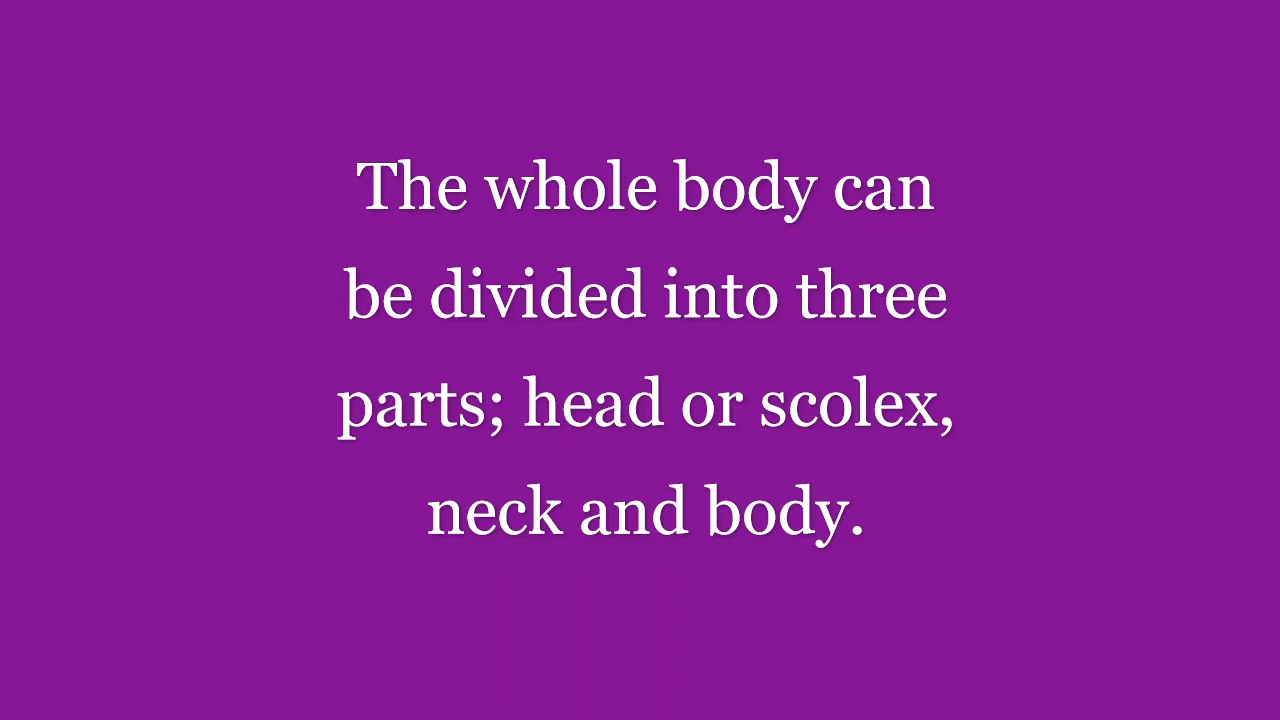 The whole body can
be divided into three
parts; head or scolex,
neck and body.